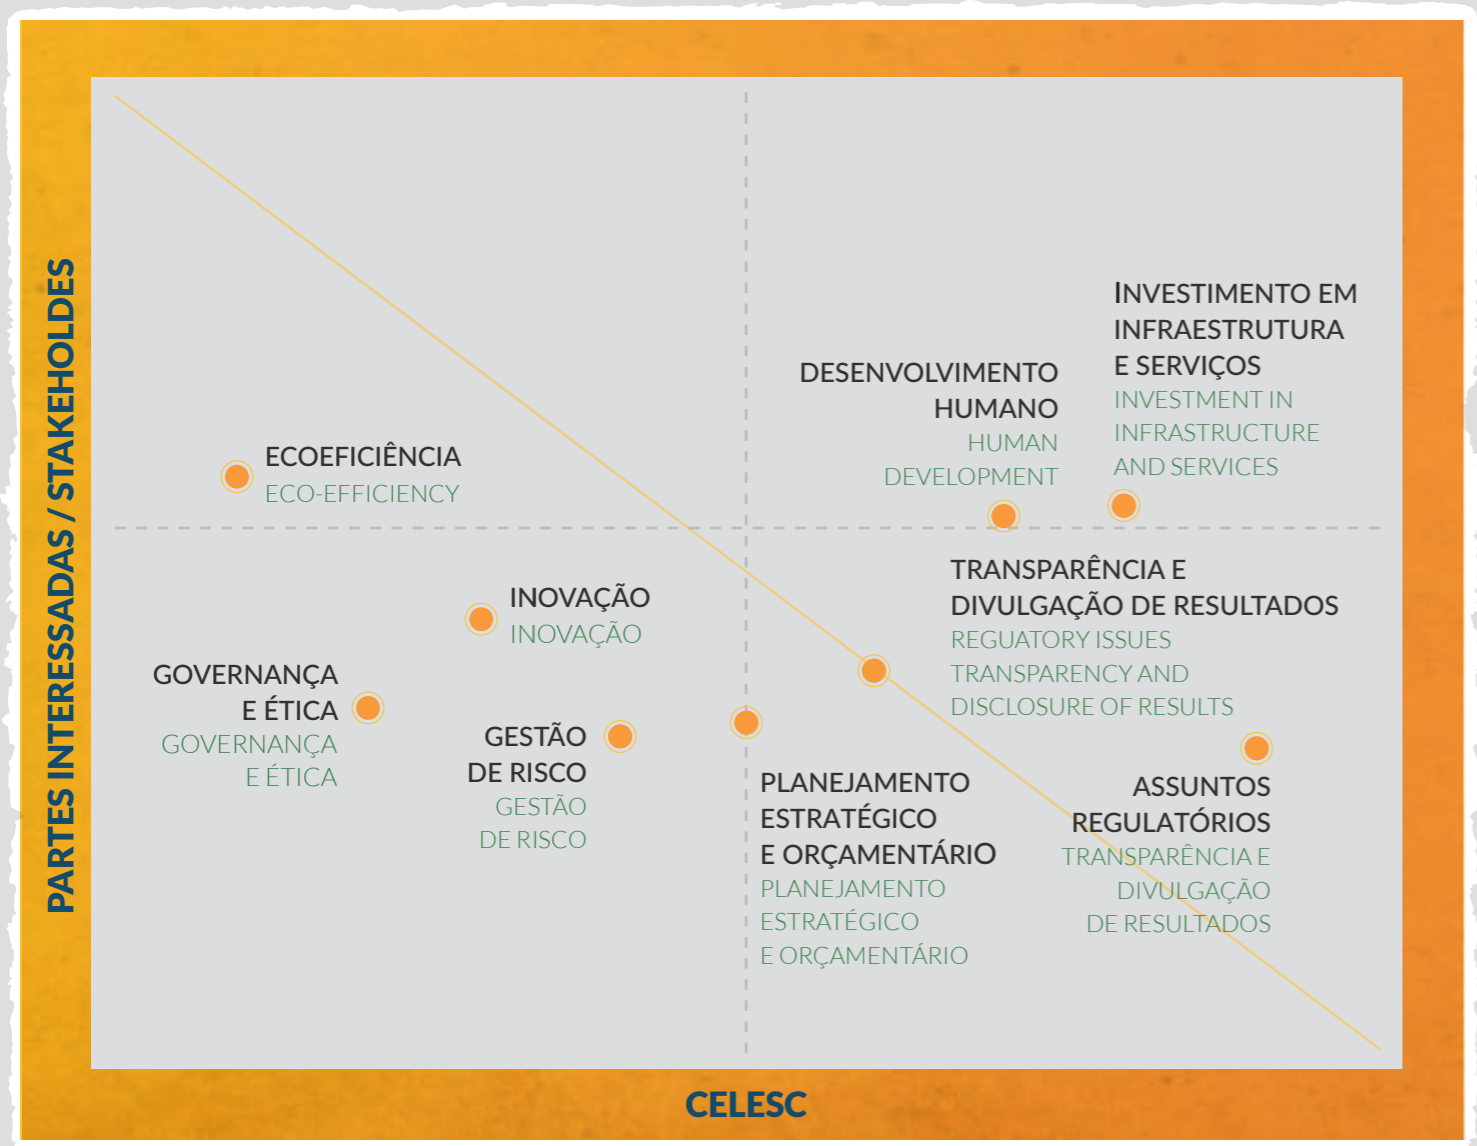 PARTES INTERESSADAS / STAKEHOLDES
INVESTIMENTO EM
INFRAESTRUTURA
E SERVIÇOS
INVESTMENT IN
INFRASTRUCTURE
AND SERVICES
DESENVOLVIMENTO
HUMANO
HUMAN
DEVELOPMENT
ECOEFICIÊNCIA
ECO-EFFICIENCY
TRANSPARÊNCIA E
DIVULGAÇÃO DE RESULTADOS
REGUATORY ISSUES
TRANSPARENCY AND
DISCLOSURE OF RESULTS
INOVAÇÃO
INOVAÇÃO
GOVERNANÇA
E ÉTICA
GOVERNANÇA
E ÉTICA
GESTÃO
DE RISCO
GESTÃO
DE RISCO
PLANEJAMENTO
ESTRATÉGICO
E ORÇAMENTÁRIO
PLANEJAMENTO
ESTRATÉGICO
E ORÇAMENTÁRIO
ASSUNTOS
REGULATÓRIOS
TRANSPARÊNCIA E
DIVULGAÇÃO
DE RESULTADOS
CELESC